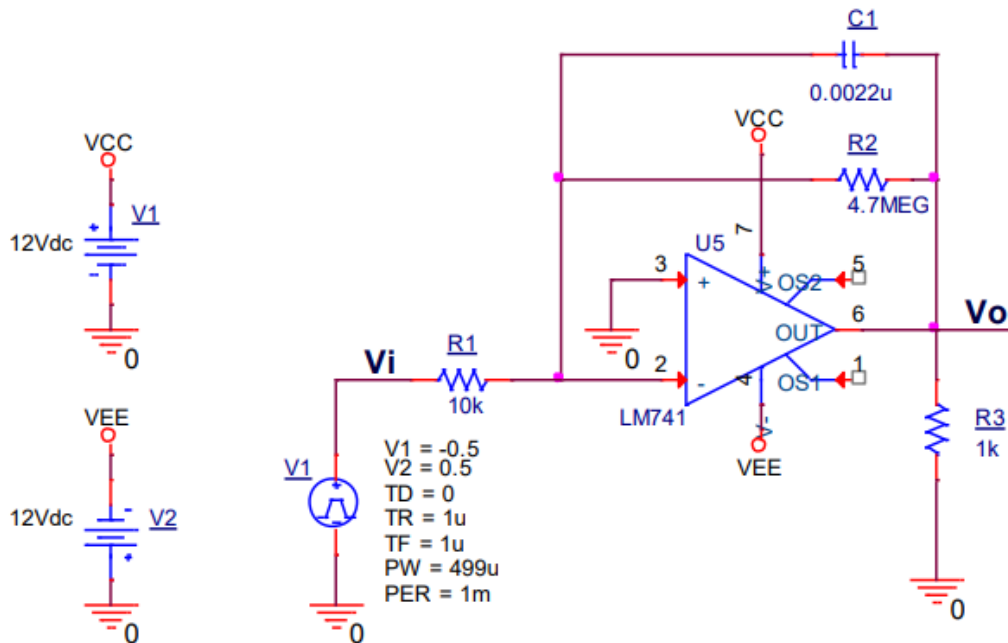 C1
0.0022u
VCC
R2
4.7MEG
VCC
V1
+
12Vdc
-
0
U5
7
V+
3
+
OS2
5
0
OUT
6
Vo
Vi
R1
10k
2
-
4
OS1
1
LM741
V-
VEE
R3
1k
0
VEE
-
12Vdc
V2
+
0
V1
+
-
V1 = -0.5
V2 = 0.5
TD = 0
TR = 1u
TF = 1u
PW = 499u
PER = 1m
0